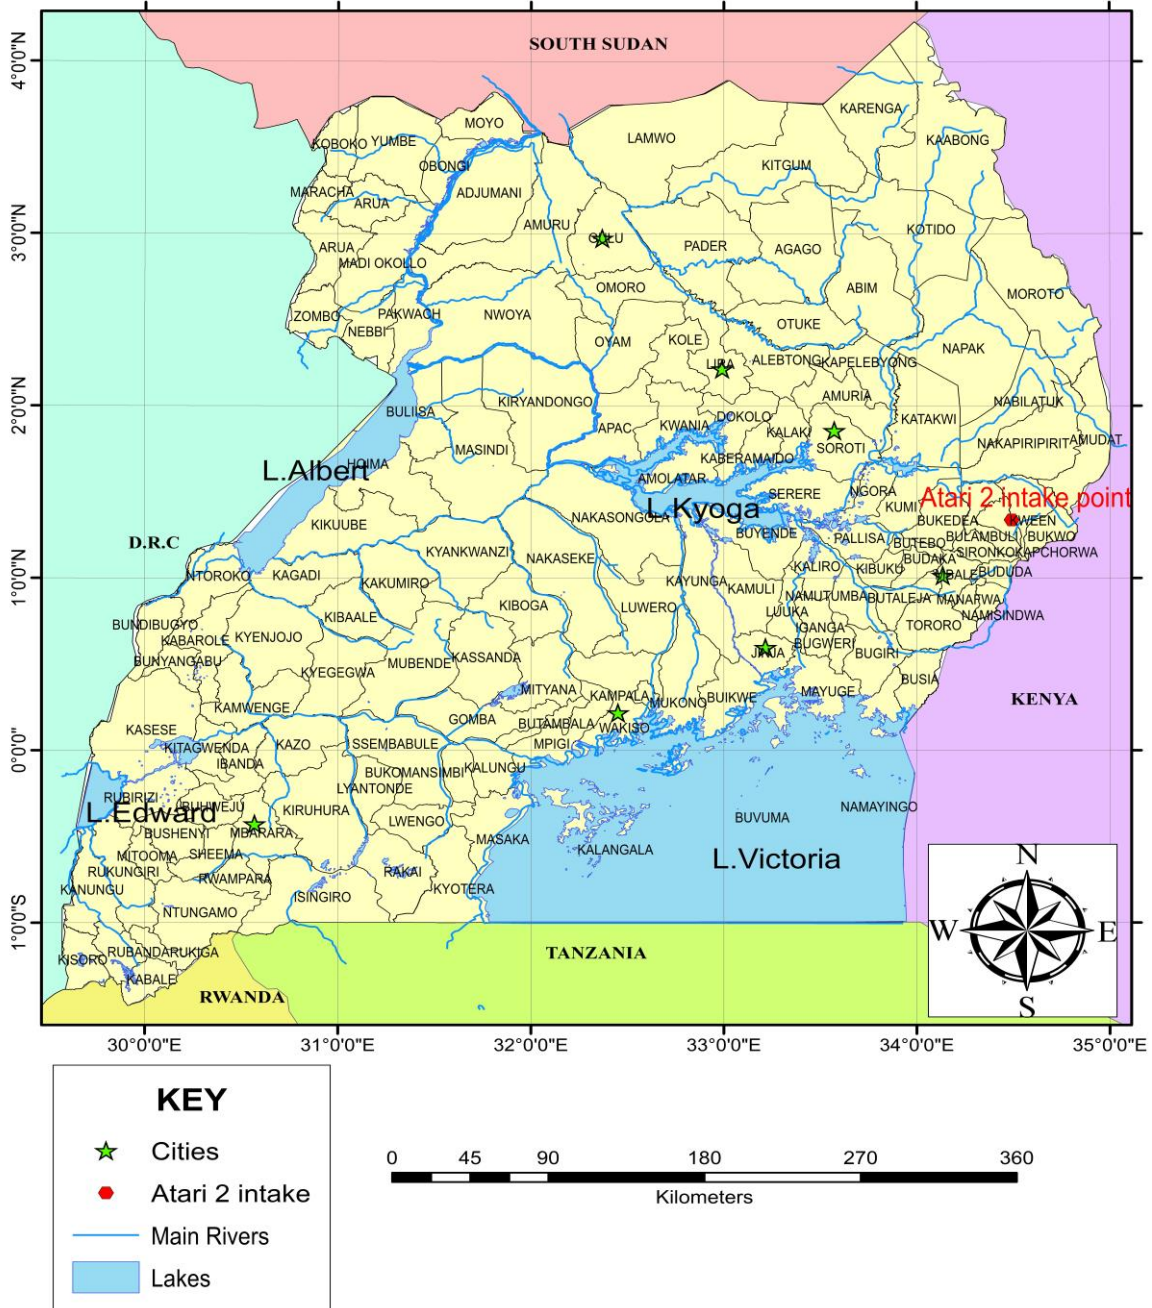 SOUTH SUDAN
4°0'0"N
KARENGA
MOYO
LAMWO
KAABONG
KOBOKO
YUMBE
OBONGI
KITGUM
MARACHA
ADJUMANI
ARUA
AMURU
KOTIDO
3°0'0"N
PADER
AGAGO
ARUA
MADI OKOLLO
ABIM
OMORO
MOROTO
ZOMBO
PAKWACH
NWOYA
NEBBI
OTUKE
OYAM
KOLE
NAPAK
LIRA
ALEBTONG
KAPELEBYONG
2°0'0"N
BULIISA
KIRYANDONGO
AMURIA
NABILATUK
DOKOLO
KATAKWI
APAC
KWANIA
KALAKI
NAKAPIRIPIRIT
AMUDAT
MASINDI
SOROTI
KABERAMAIDO
L.Albert
HOIMA
AMOLATAR
SERERE
NGORA
Atari 2 intake point
L.Kyoga
KUMI
NAKASONGOLA
BUKEDEA
KWEEN
KIKUUBE
BUYENDE
PALLISA
BULAMBULI
BUKWO
D.R.C
BUTEBO
SIRONKO
KAPCHORWA
KYANKWANZI
NAKASEKE
BUDAKA
NTOROKO
KAGADI
KALIRO
KIBUKO
BUDUDA
1°0'0"N
KAKUMIRO
KAYUNGA
KAMULI
NAMUTUMBA
BUTALEJA
MANAFWA
KIBOGA
LUWERO
LUUKA
NAMISINDWA
BUNDIBUGYO
KIBAALE
IGANGA
TORORO
KABAROLE
KYENJOJO
BUGWERI
BUNYANGABU
MUBENDE
KASSANDA
JINJA
BUGIRI
KYEGEGWA
BUSIA
MITYANA
KAMPALA
MUKONO
BUIKWE
MAYUGE
KENYA
KAMWENGE
GOMBA
BUTAMBALA
WAKISO
KASESE
KITAGWENDA
KAZO
SSEMBABULE
MPIGI
0°0'0"
IBANDA
BUKOMANSIMBI
KALUNGU
RUBIRIZI
LYANTONDE
L.Edward
KIRUHURA
NAMAYINGO
BUVUMA
LWENGO
BUSHENYI
MBARARA
MASAKA
MITOOMA
SHEEMA
KALANGALA
L.Victoria
RUKUNGIRI
RWAMPARA
RAKAI
KANUNGU
ISINGIRO
KYOTERA
NTUNGAMO
1°0'0"S
RUBANDA
RUKIGA
KISORO
KABALE
TANZANIA
RWANDA
N
W
E
S
30°0'0"E
31°0'0"E
32°0'0"E
33°0'0"E
34°0'0"E
35°0'0"E
KEY
Cities
Atari 2 intake
Main Rivers
Lakes
0
45
90
180
270
360
Kilometers